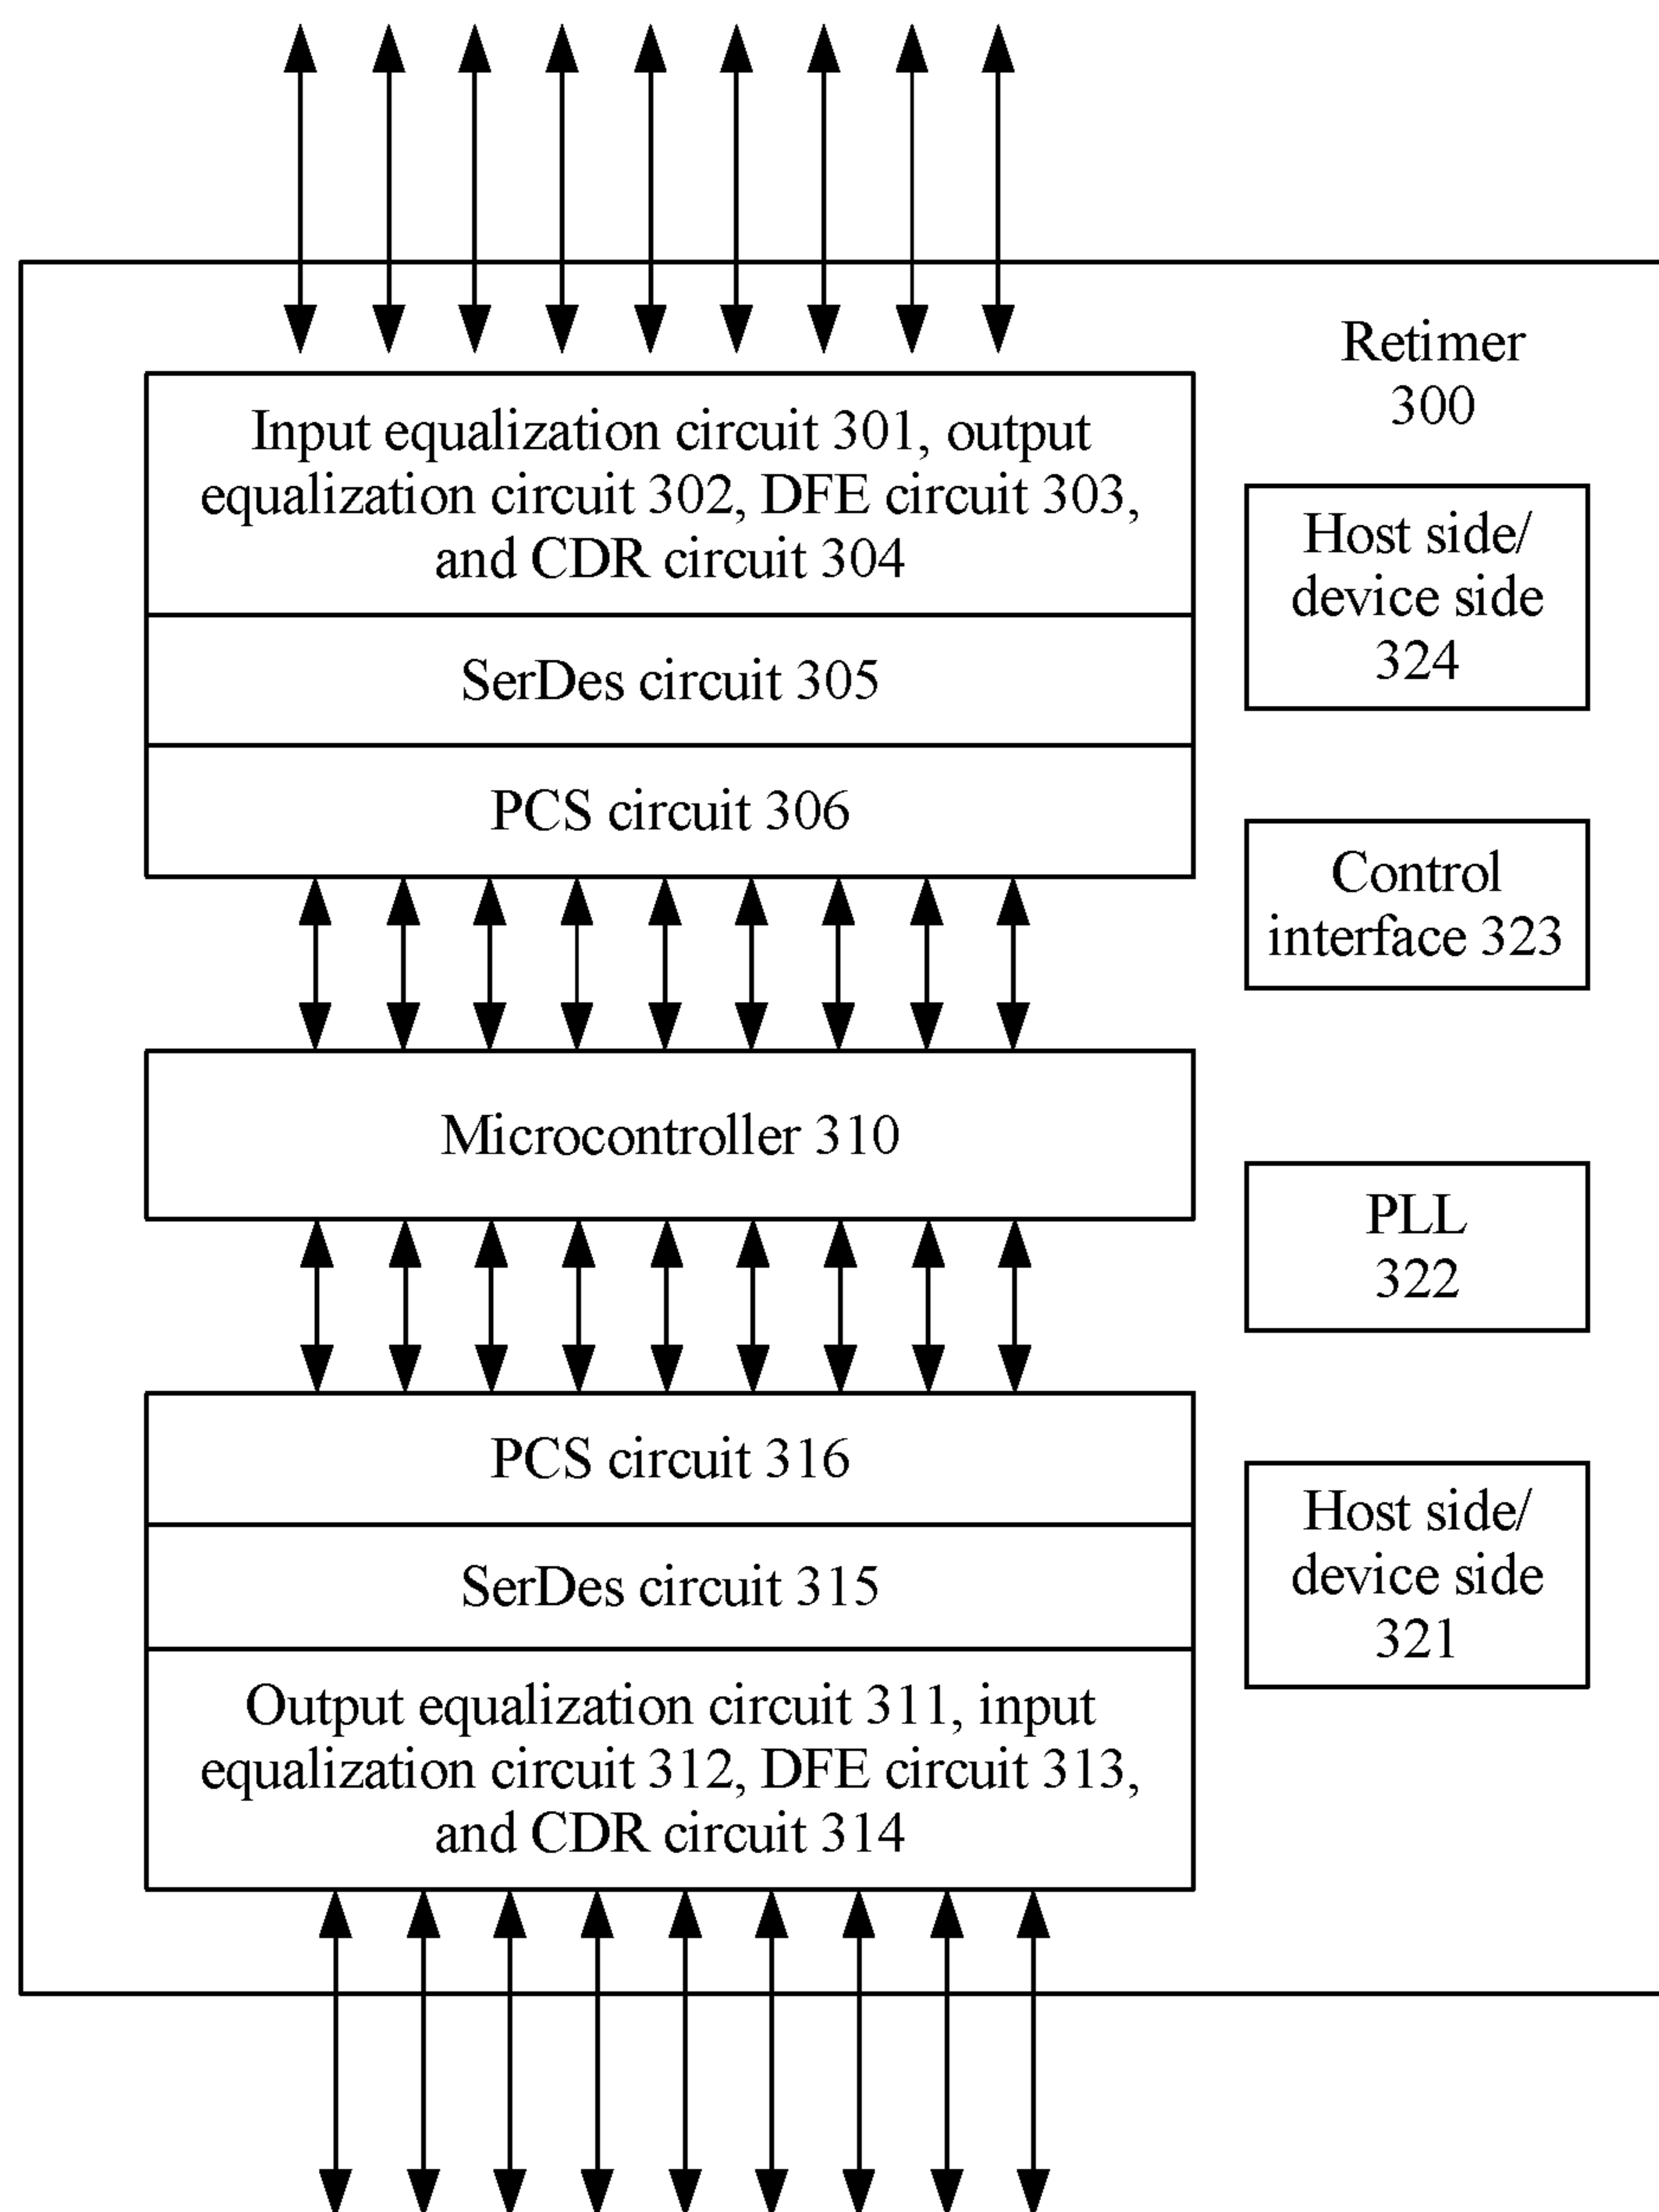 Retimer
300
Input equalization circuit 301, output
equalization circuit 302, DFE circuit 303,
and CDR circuit 304
Host side/
device side
324
SerDes circuit 305
PCS circuit 306
Control
interface 323
Microcontroller 310
PLL
322
PCS circuit 316
SerDes circuit 315
Host side/
device side
321
Output equalization circuit 311, input
equalization circuit 312, DFE circuit 313,
and CDR circuit 314